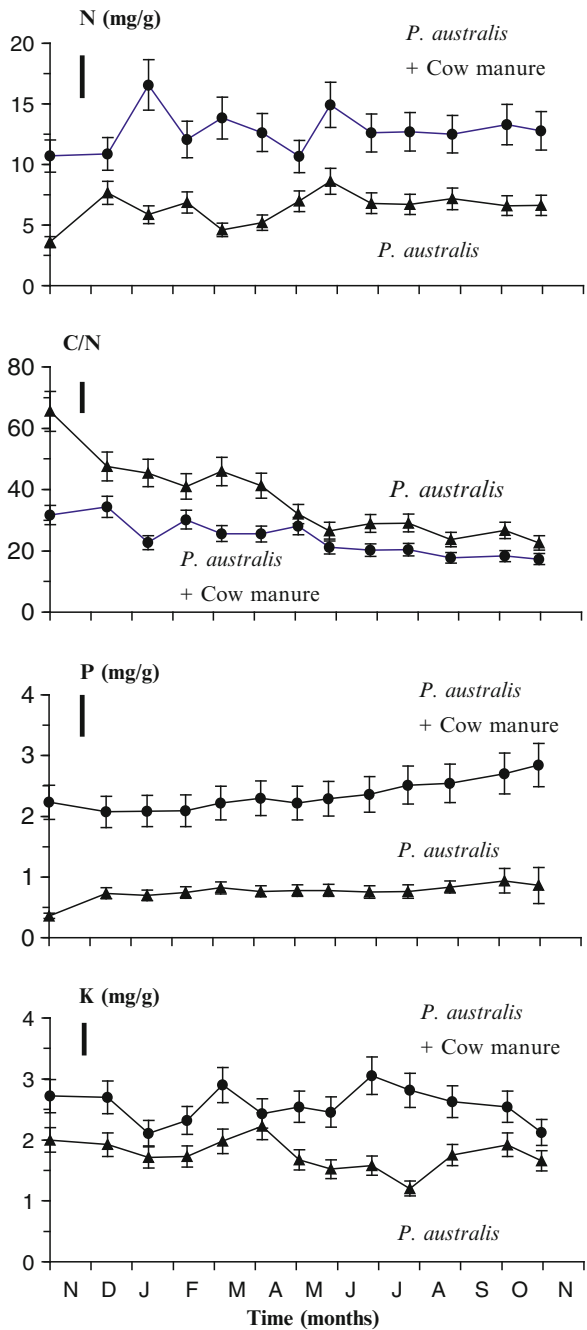 N (mg/g)
P. australis
+ Cow manure
20
15
10
5
0
P. australis
C/N
80
60
40
20
0
P. australis
P. australis
+ Cow manure
P (mg/g)
P. australis
+ Cow manure
4
3
2
1
0
P. australis
K (mg/g)
P. australis
+ Cow manure
4
3
2
1
0
P. australis
N D J F M A M J J A S O N
Time (months)